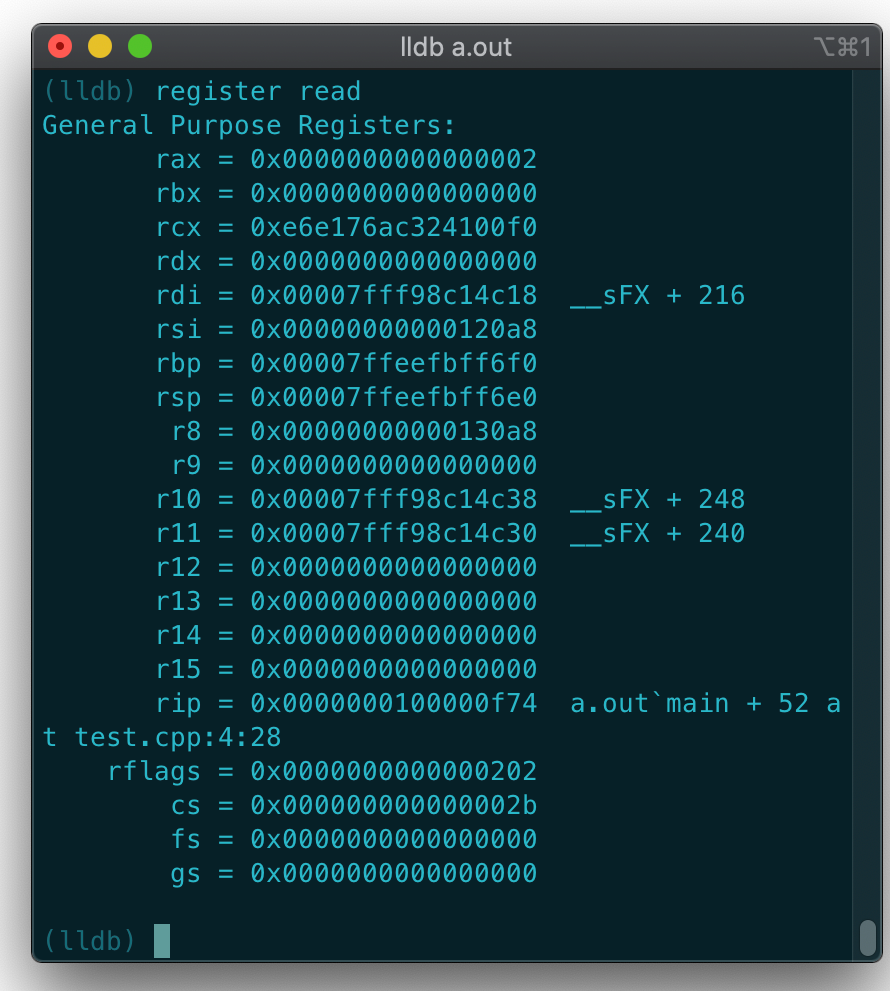 lldb a.out
⌥⌘1
(lldb) register read
General Purpose Registers:
rax = 0x0000000000000002
rbx = 0x0000000000000000
rcx = 0xe6e176ac324100f0
rdx = 0x0000000000000000
rdi = 0x00007fff98c14c18  __sFX + 216
rsi = 0x00000000000120a8
rbp = 0x00007ffeefbff6f0
rsp = 0x00007ffeefbff6e0
r8 = 0x00000000000130a8
r9 = 0x0000000000000000
r10 = 0x00007fff98c14c38  __sFX + 248
r11 = 0x00007fff98c14c30  __sFX + 240
r12 = 0x0000000000000000
r13 = 0x0000000000000000
r14 = 0x0000000000000000
r15 = 0x0000000000000000
rip = 0x0000000100000f74  a.out`main + 52 a
t test.cpp:4:28
rflags = 0x0000000000000202
cs = 0x000000000000002b
fs = 0x0000000000000000
gs = 0x0000000000000000
(lldb)